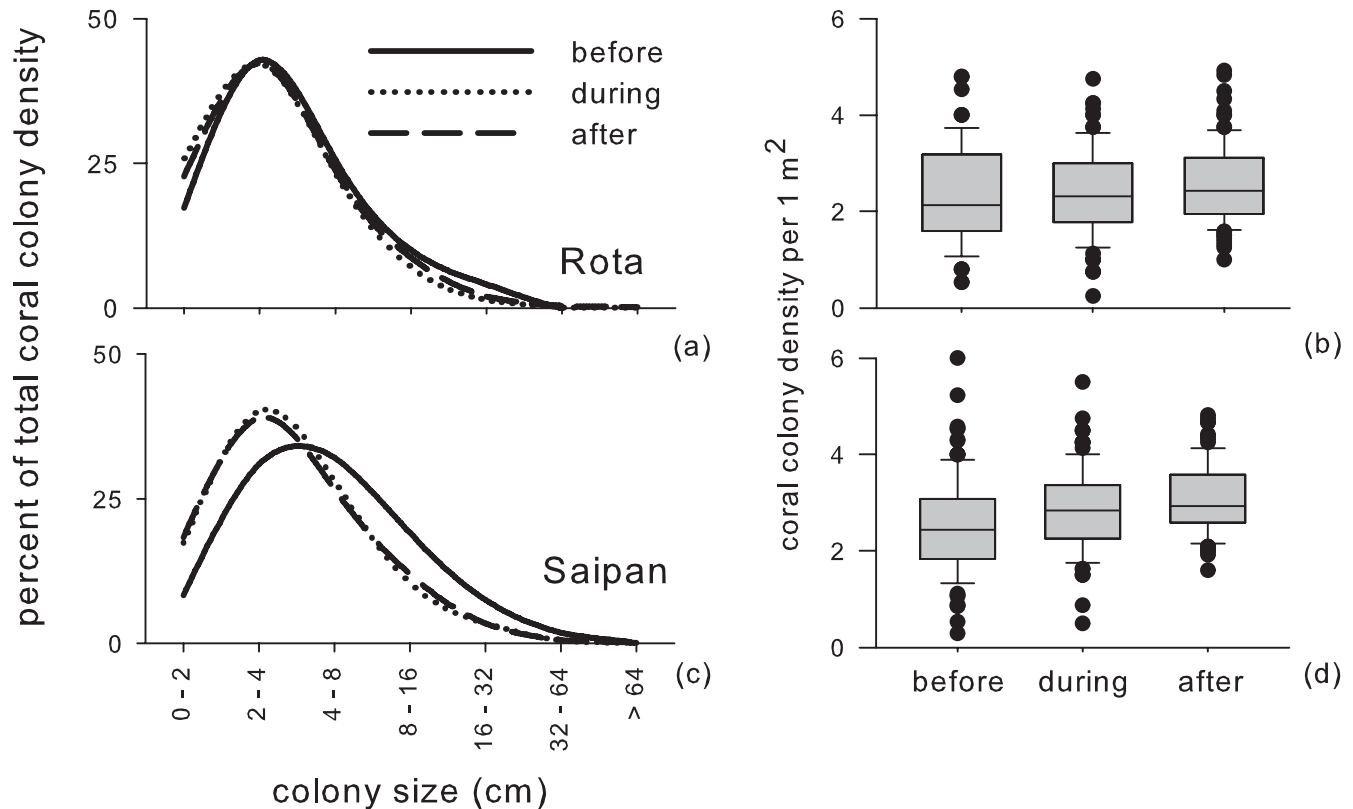 percent of total coral colony density
50
25
0
before
during
after
Rota
(a)
coral colony density per 1 m²
6
4
2
0
(b)
50
25
0
Saipan
(c)
0 - 2
2 - 4
4 - 8
8 - 16
16 - 32
32 - 64
> 64
colony size (cm)
6
4
2
0
before during after
(d)